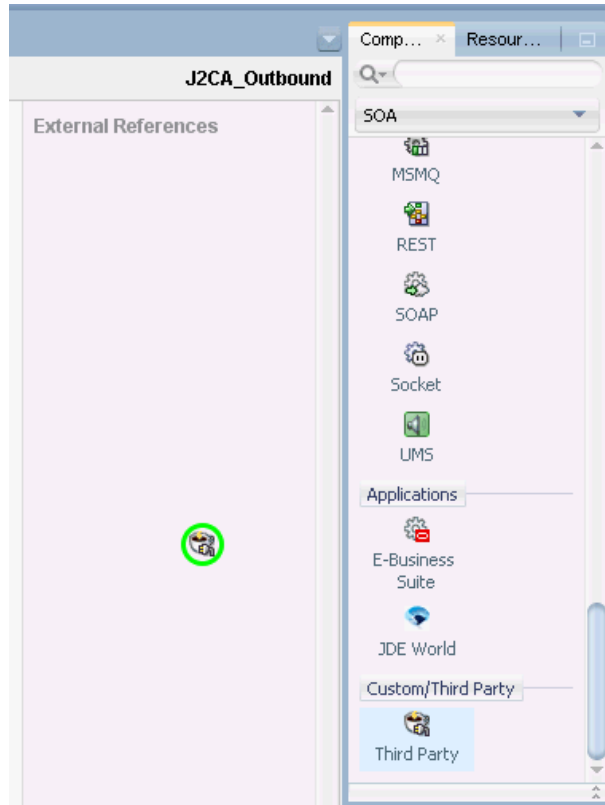 Comp...
Resour...
J2CA_Outbound
External References
SOA
MSMQ
REST
SOAP
Socket
UMS
Applications
E-Business
Suite
JDE World
Custom/Third Party
Third Party